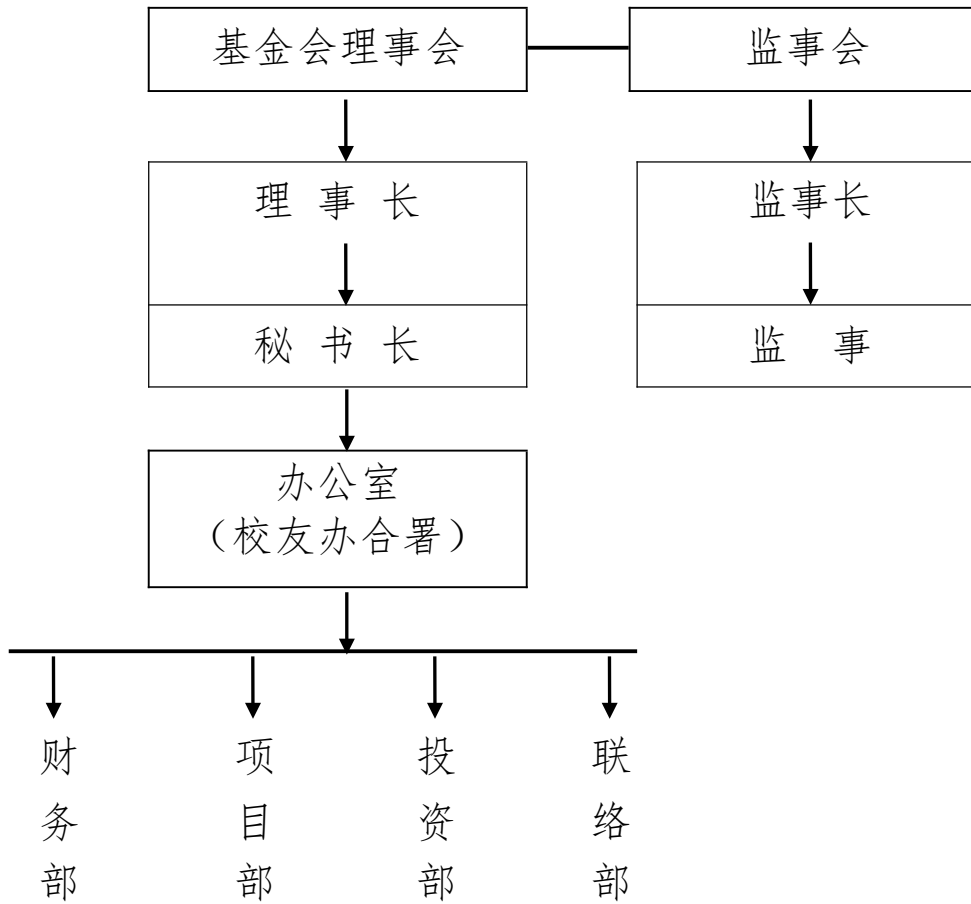 基金会理事会
监事会
理 事 长
监事长
秘 书 长
监 事
办公室
（校友办合署）
财务部
项目部
投资部
联络部